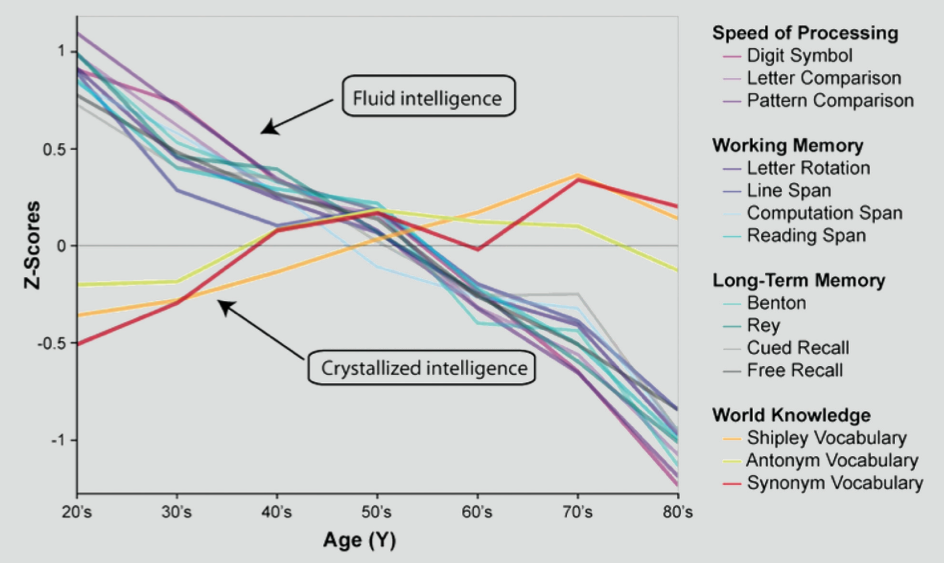 Z-Scores
1
0.5
0
-0.5
-1
Fluid intelligence
Crystallized intelligence
20's 30's 40's 50's 60's 70's 80's
Age (Y)
Speed of Processing
Digit Symbol
Letter Comparison
Pattern Comparison
Working Memory
Letter Rotation
Line Span
Computation Span
Reading Span
Long-Term Memory
Benton
Rey
Cued Recall
Free Recall
World Knowledge
Shipley Vocabulary
Antonym Vocabulary
Synonym Vocabulary